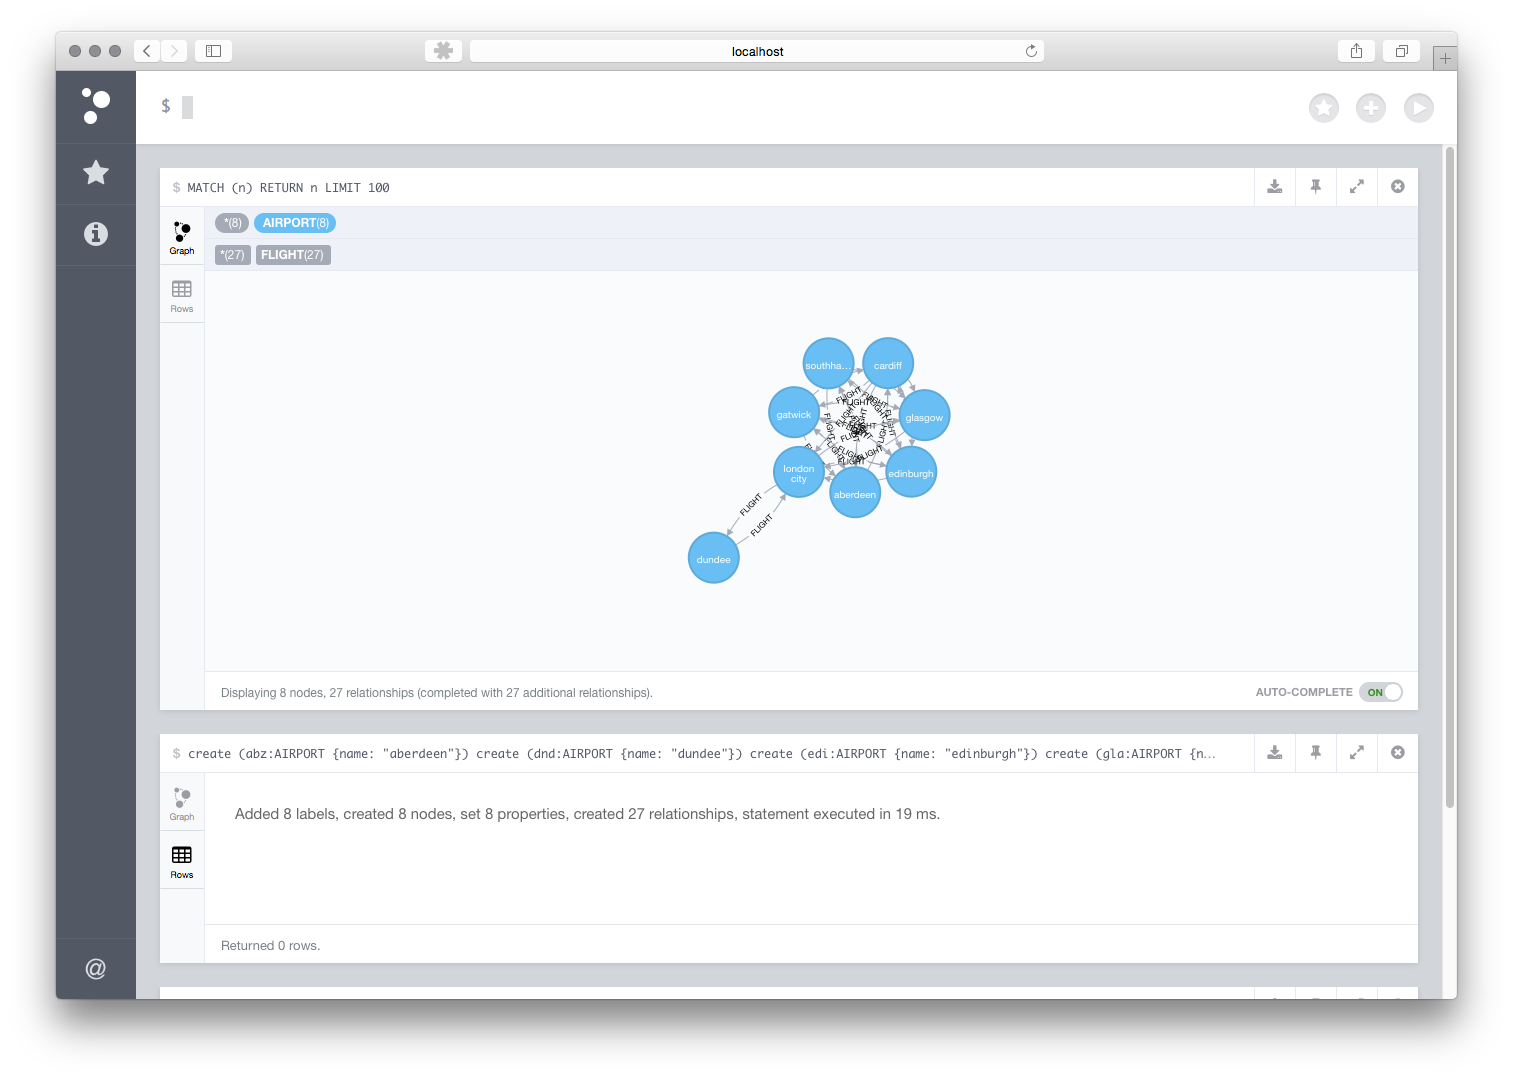 localhost
$
$ MATCH (n) RETURN n LIMIT 100
*(8) AIRPORT(8)
Graph
*(27) FLIGHT(27)
Rows
southha...
cardiff
gatwick
glasgow
london
city
edinburgh
aberdeen
FLIGHT
FLIGHT
FLIGHT
FLIGHT
FLIGHT
FLIGHT
dundee
Displaying 8 nodes, 27 relationships (completed with 27 additional relationships).
AUTO-COMPLETE ON
$ create (abz:AIRPORT {name: "aberdeen"}) create (dnd:AIRPORT {name: "dundee"}) create (edi:AIRPORT {name: "edinburgh"}) create (gla:AIRPORT {n...
Graph
Added 8 labels, created 8 nodes, set 8 properties, created 27 relationships, statement executed in 19 ms.
Rows
Returned 0 rows.
@